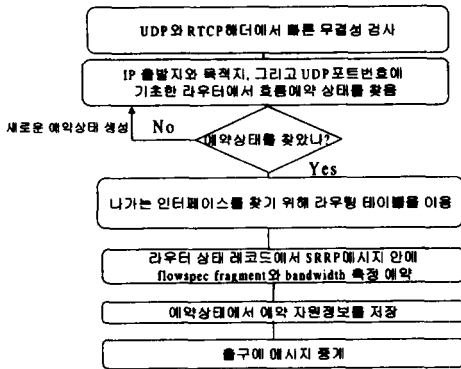 UDP와 RTCP헤더에서 빠른 무결성 검사
IP 출발지와 목적지, 그리고 UDP포트번호에
기초한 라우터에서 흐름예약 상태를 찾음
새로운 예약상태 생성
No
예약상태를 찾았나?
Yes
나가는 인터페이스를 찾기 위해 라우팅 테이블을 이용
라우터 상태 레코드에서 SRRP메시지 안에
flowspec fragment와 bandwidth 측정 예약
예약상태에서 예약 자원정보를 저장
출구에 메시지 중계